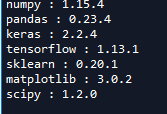 numpy : 1.15.4
pandas : 0.23.4
keras : 2.2.4
tensorflow : 1.13.1
sklearn : 0.20.1
matplotlib : 3.0.2
scipy : 1.2.0